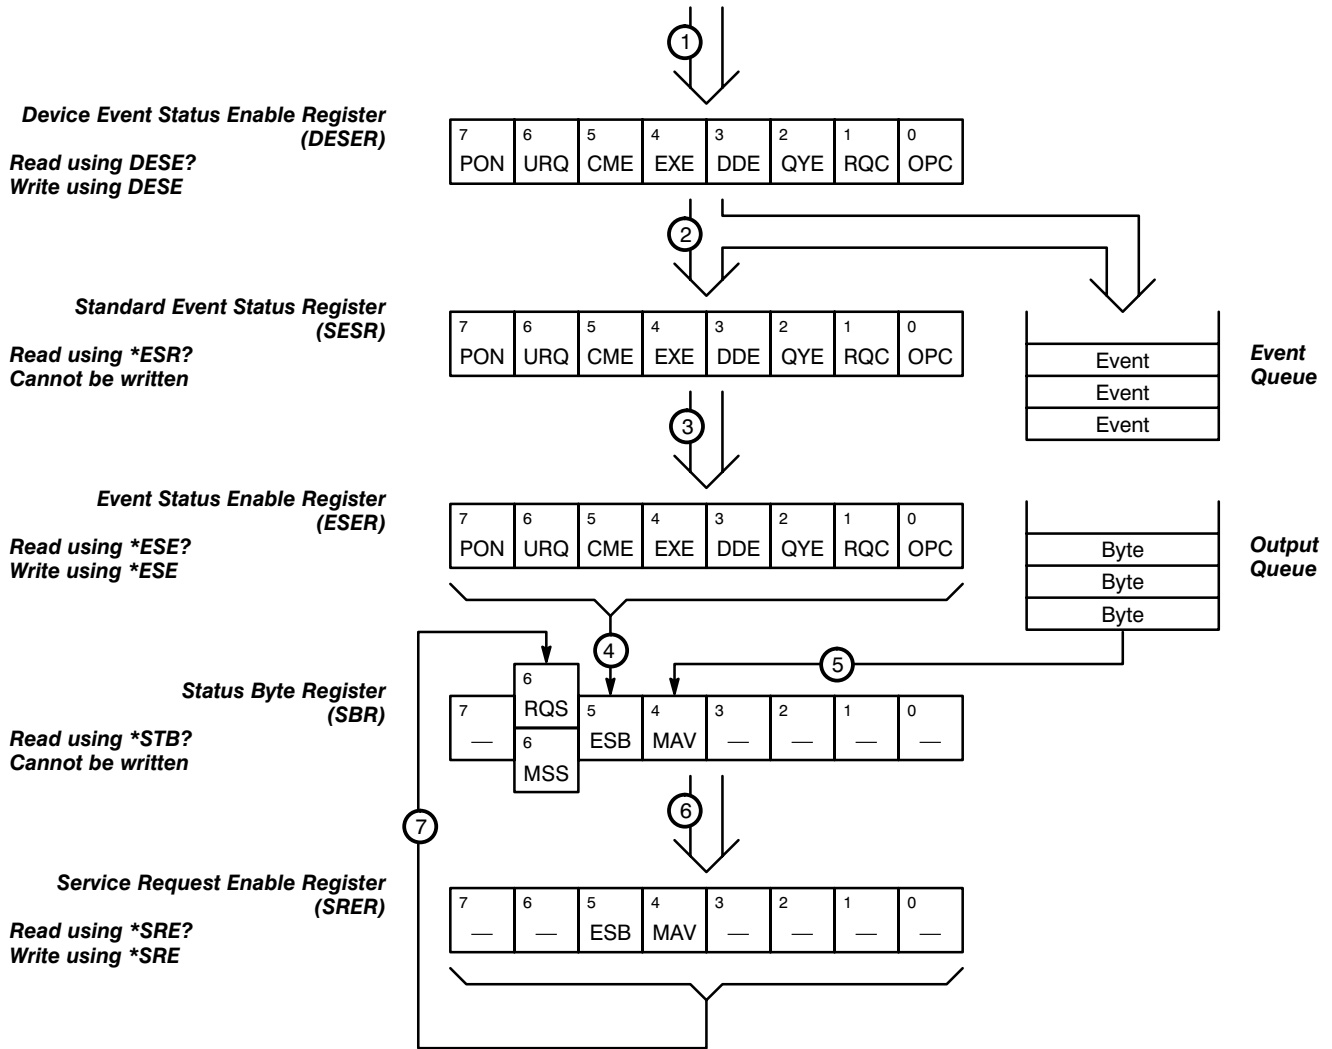 1
Device Event Status Enable Register
(DESER)
Read using DESE?
Write using DESE
7 6 5 4 3 2 1 0
PON URQ CME EXE DDE QYE RQC OPC
2
Standard Event Status Register
(SESR)
Read using *ESR?
Cannot be written
7 6 5 4 3 2 1 0
PON URQ CME EXE DDE QYE RQC OPC
Event
Event
Event
Event
Queue
3
Event Status Enable Register
(ESER)
Read using *ESE?
Write using *ESE
7 6 5 4 3 2 1 0
PON URQ CME EXE DDE QYE RQC OPC
Byte
Byte
Byte
Output
Queue
4
5
Status Byte Register
(SBR)
Read using *STB?
Cannot be written
6
RQS
7 5 4 3 2 1 0
— ESB MAV — — — —
6
MSS
6
7
Service Request Enable Register
(SRER)
Read using *SRE?
Write using *SRE
7 6 5 4 3 2 1 0
— — ESB MAV — — — —